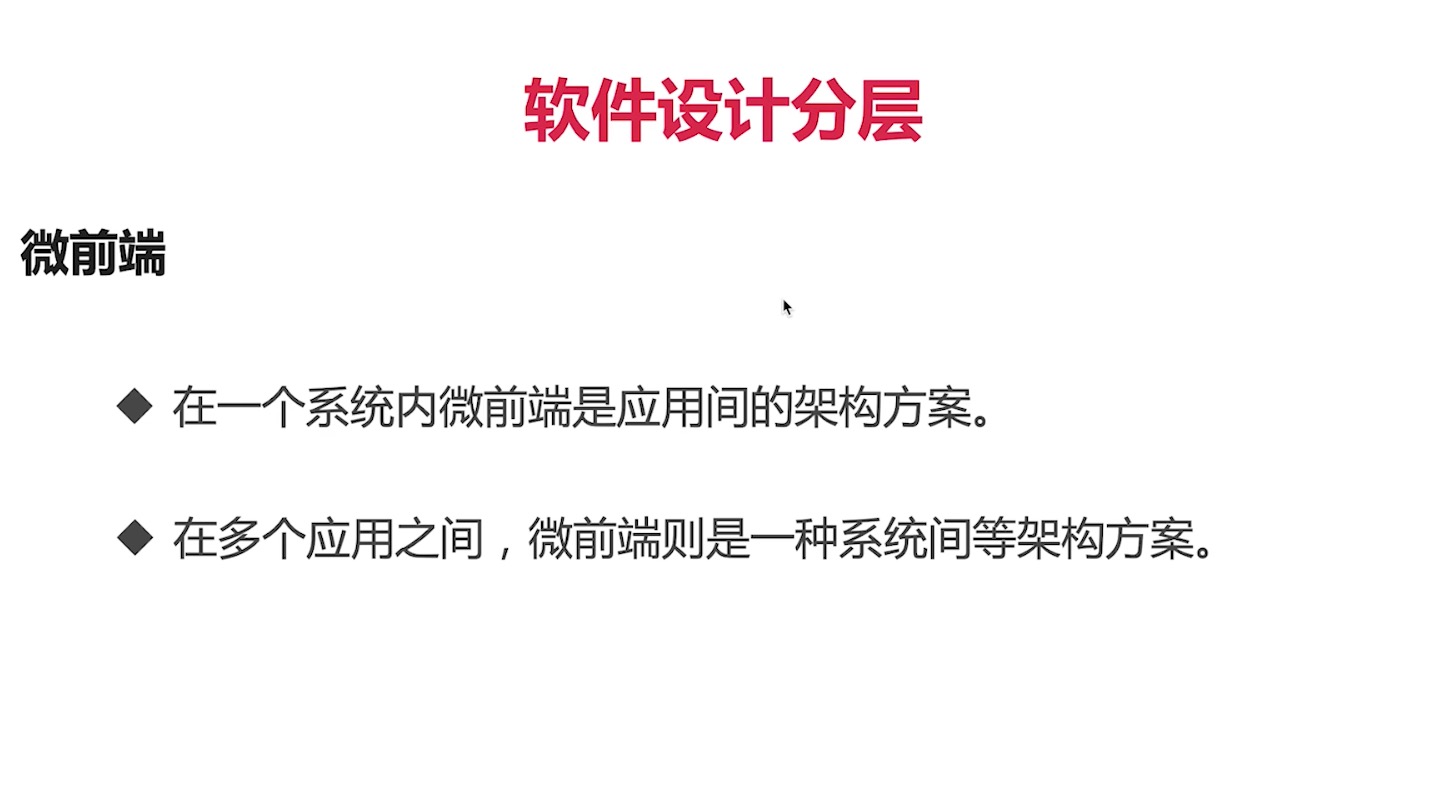 软件设计分层
微前端
◆ 在一个系统内微前端是应用间的架构方案。
◆ 在多个应用之间，微前端则是一种系统间等架构方案。